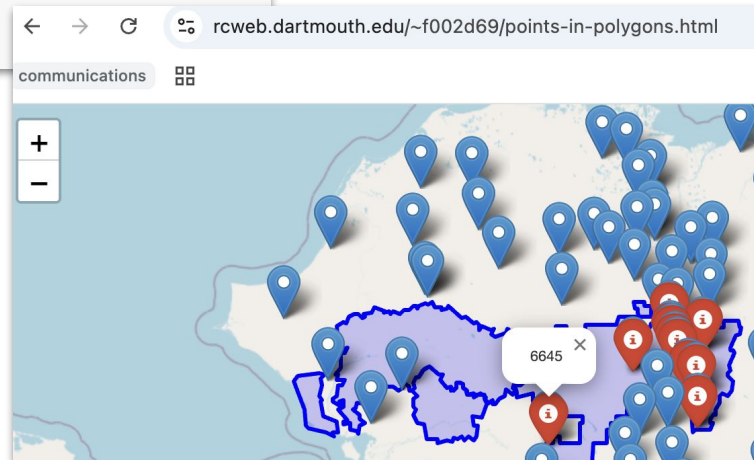 rcweb.dartmouth.edu/~f002d69/points-in-polygons.html
communications
+
−
6645